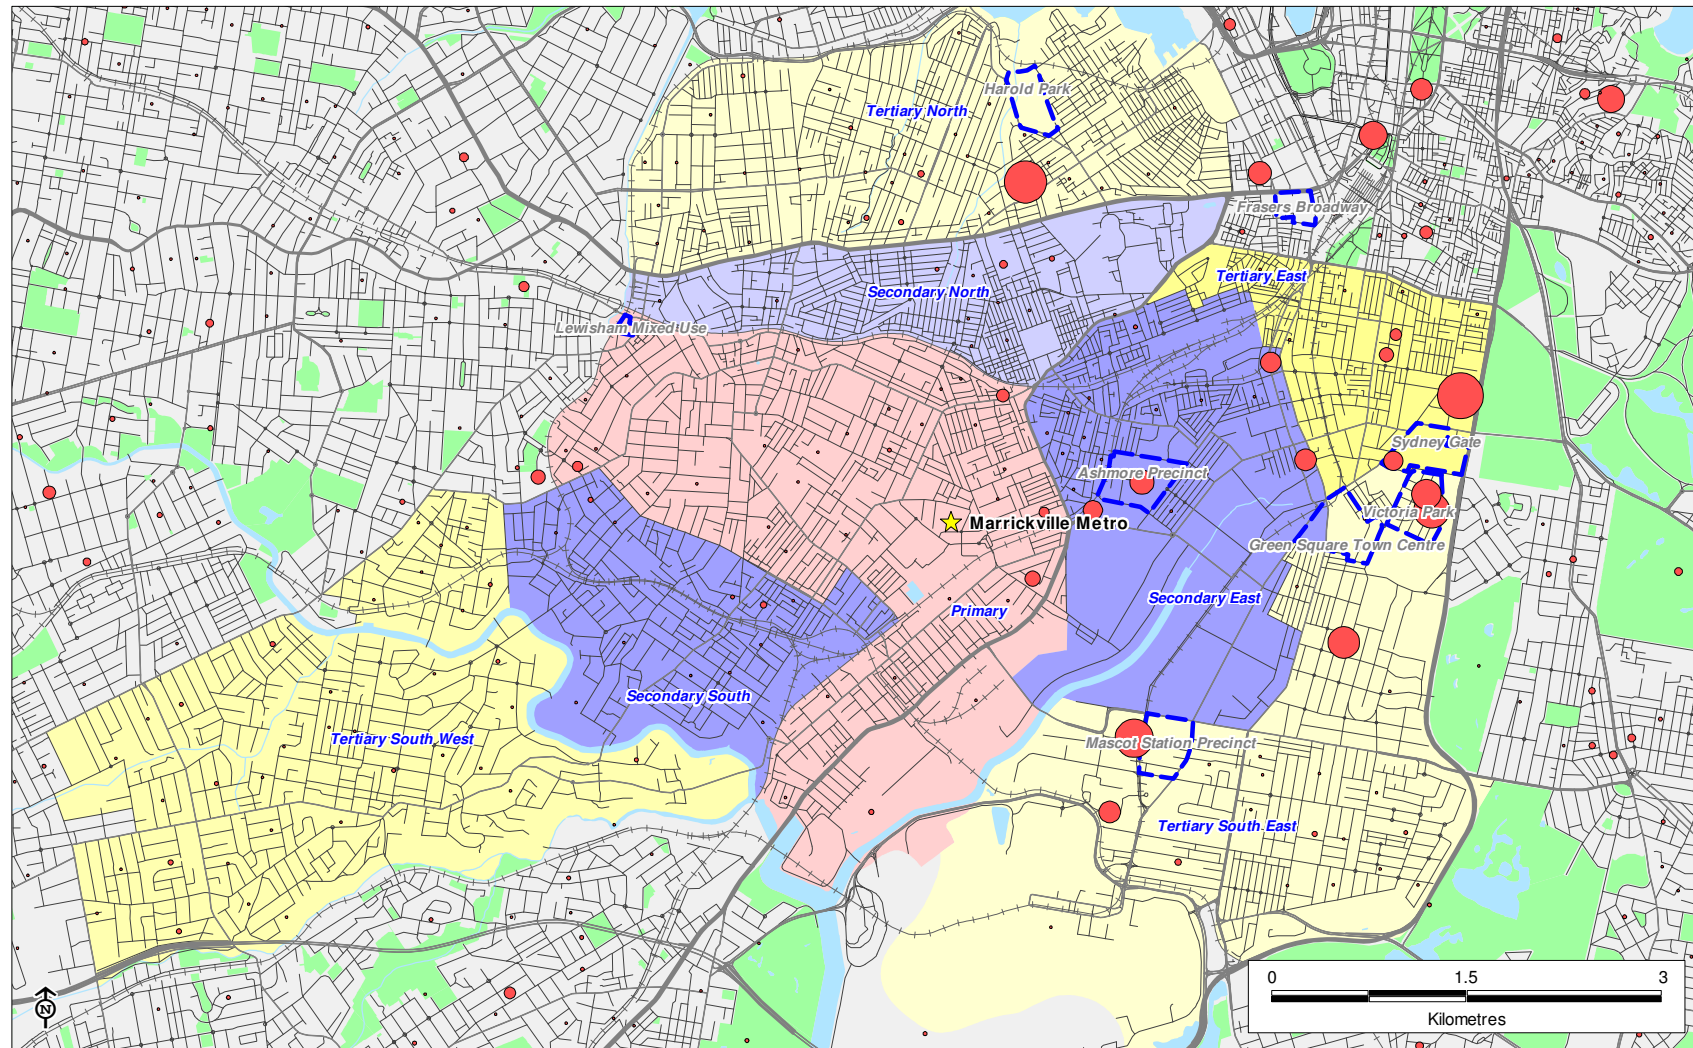 Harold Park
Tertiary North
Frasers Broadway
Tertiary East
Secondary North
Lewisham Mixed Use
Sydney Gate
Ashmore Precinct
Victoria Park
Marrickville Metro
Green Square Town Centre
Secondary East
Primary
Secondary South
Tertiary South West
Mascot Station Precinct
Tertiary South East
0 1.5 3
Kilometres
N